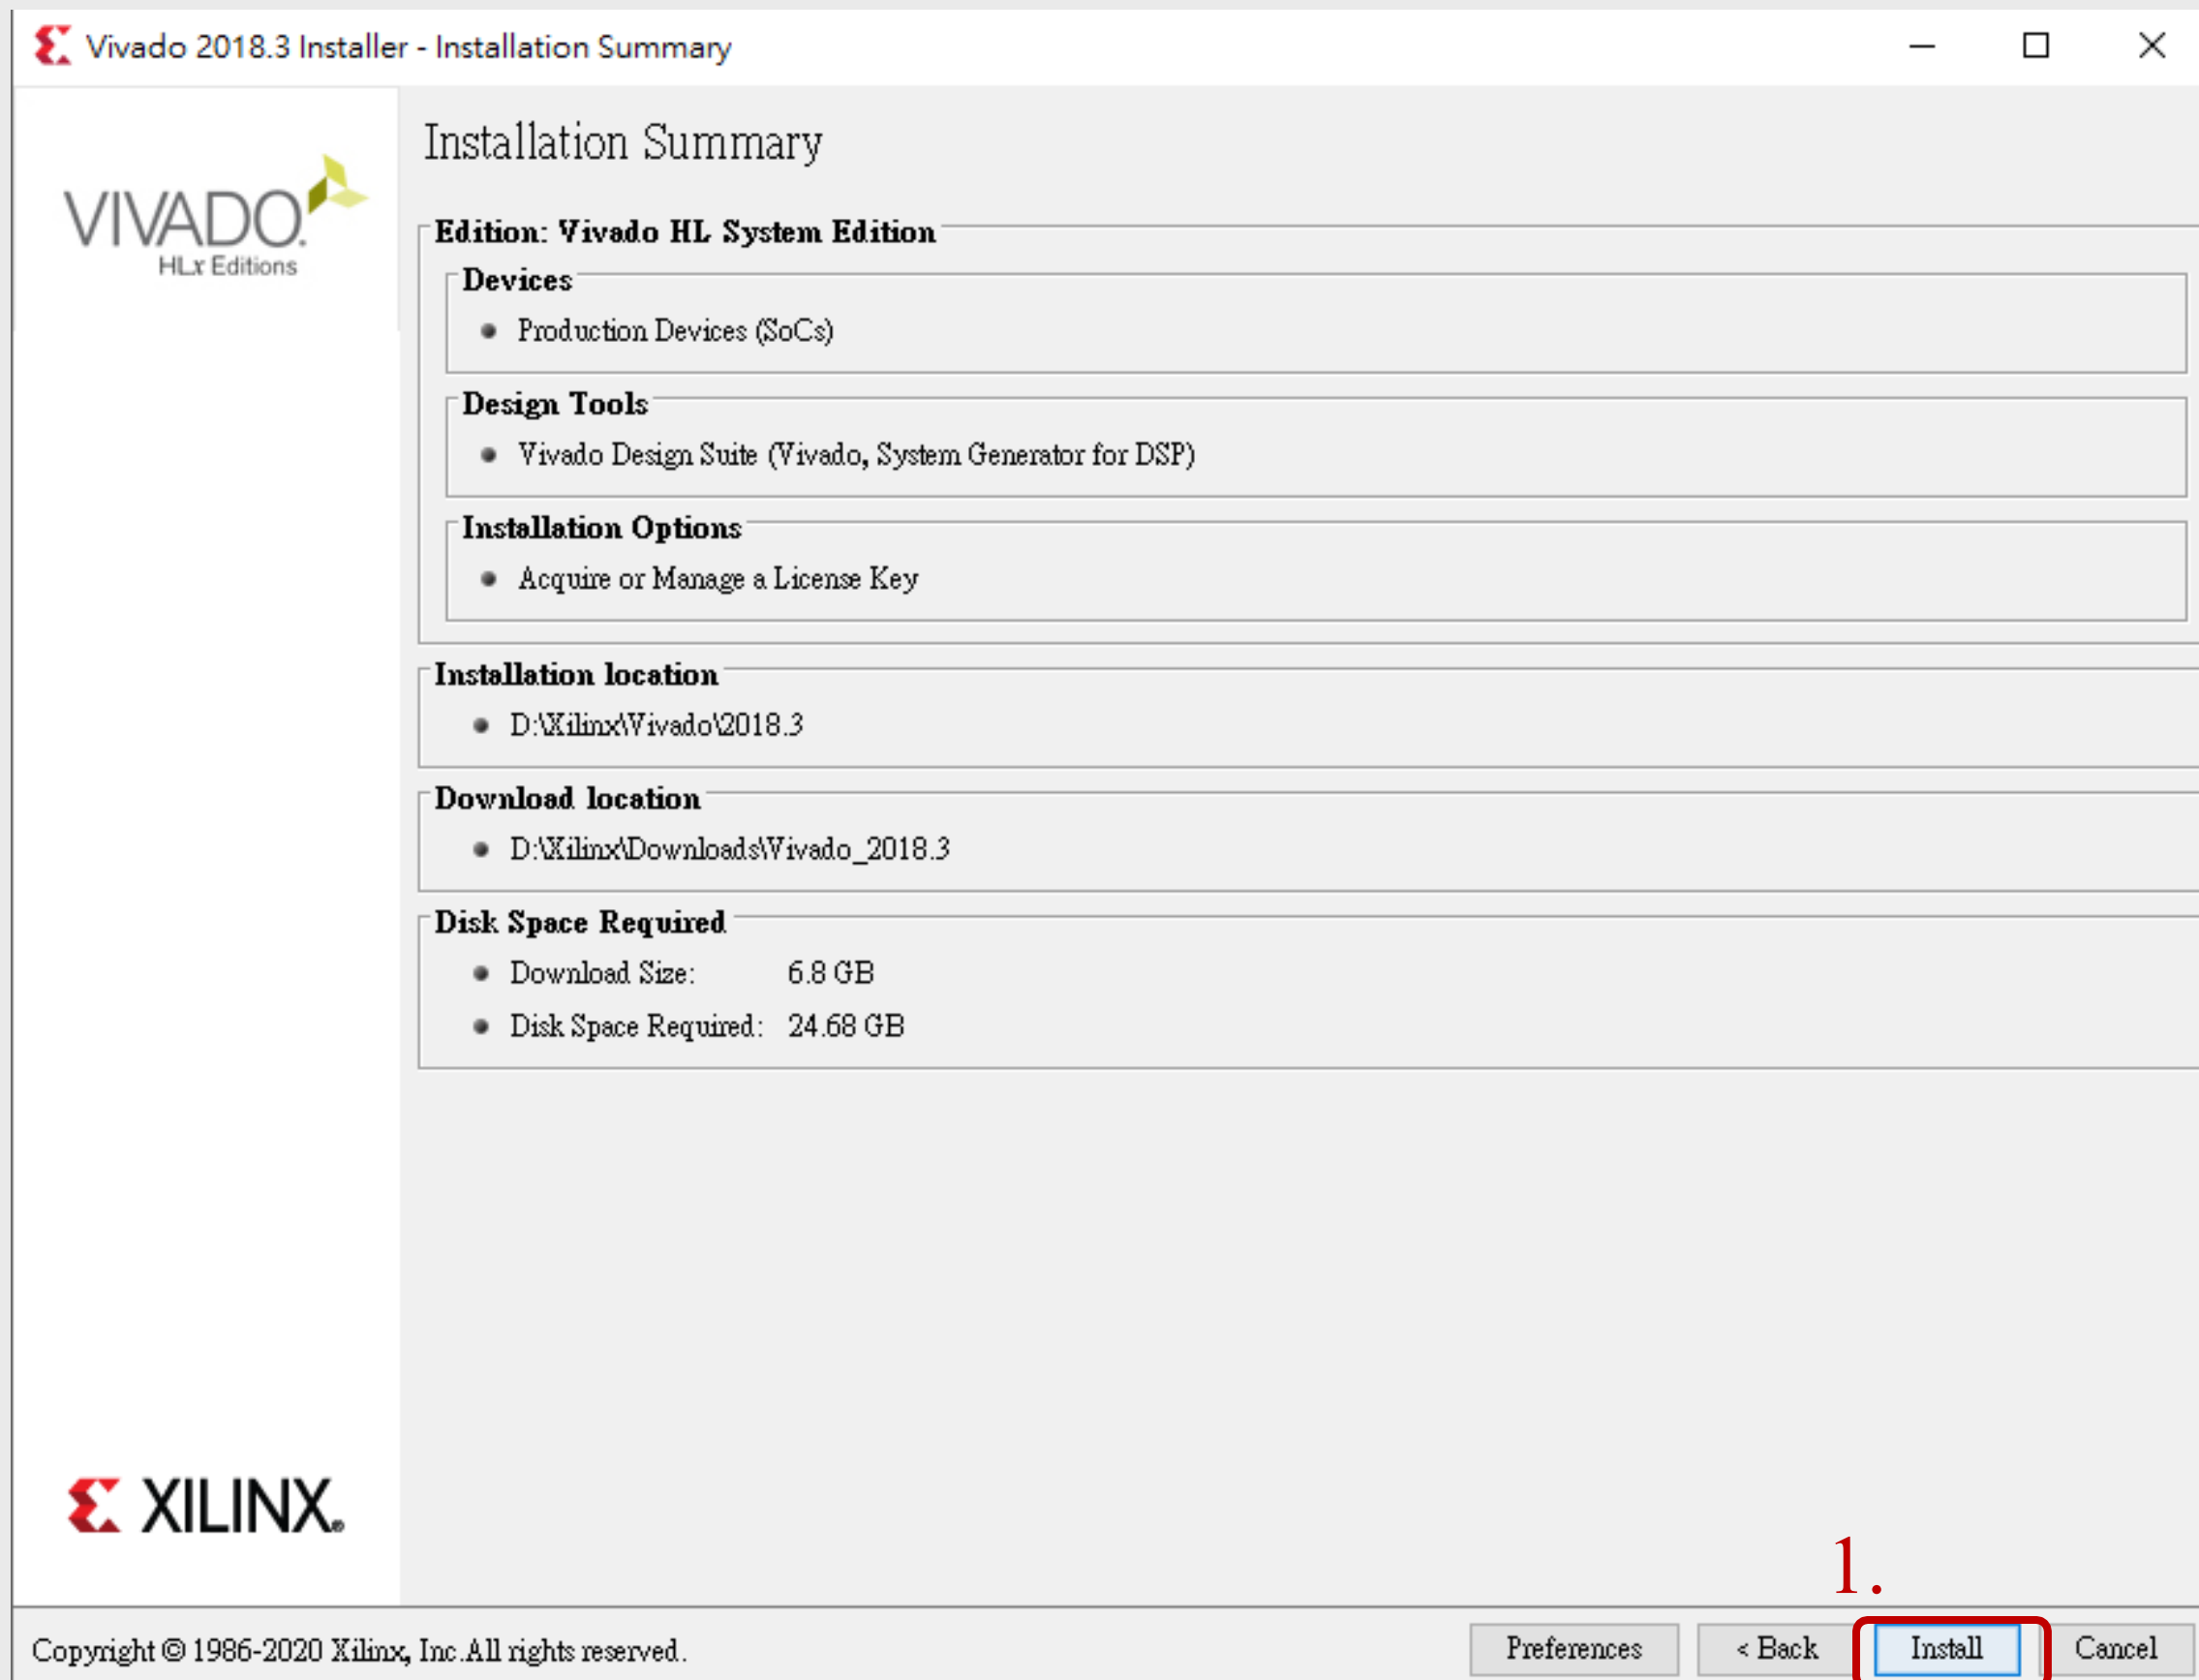 Vivado 2018.3 Installer - Installation Summary
VIVADO.
HLx Editions
Installation Summary
Edition: Vivado HL System Edition
Devices
Production Devices (SoCs)
Design Tools
Vivado Design Suite (Vivado, System Generator for DSP)
Installation Options
Acquire or Manage a License Key
Installation location
D:\Xilinx\Vivado\2018.3
Download location
D:\Xilinx\Downloads\Vivado_2018.3
Disk Space Required
Download Size: 6.8 GB
Disk Space Required: 24.68 GB
XILINX®
1.
Copyright © 1986-2020 Xilinx, Inc.All rights reserved.
Preferences < Back Install Cancel